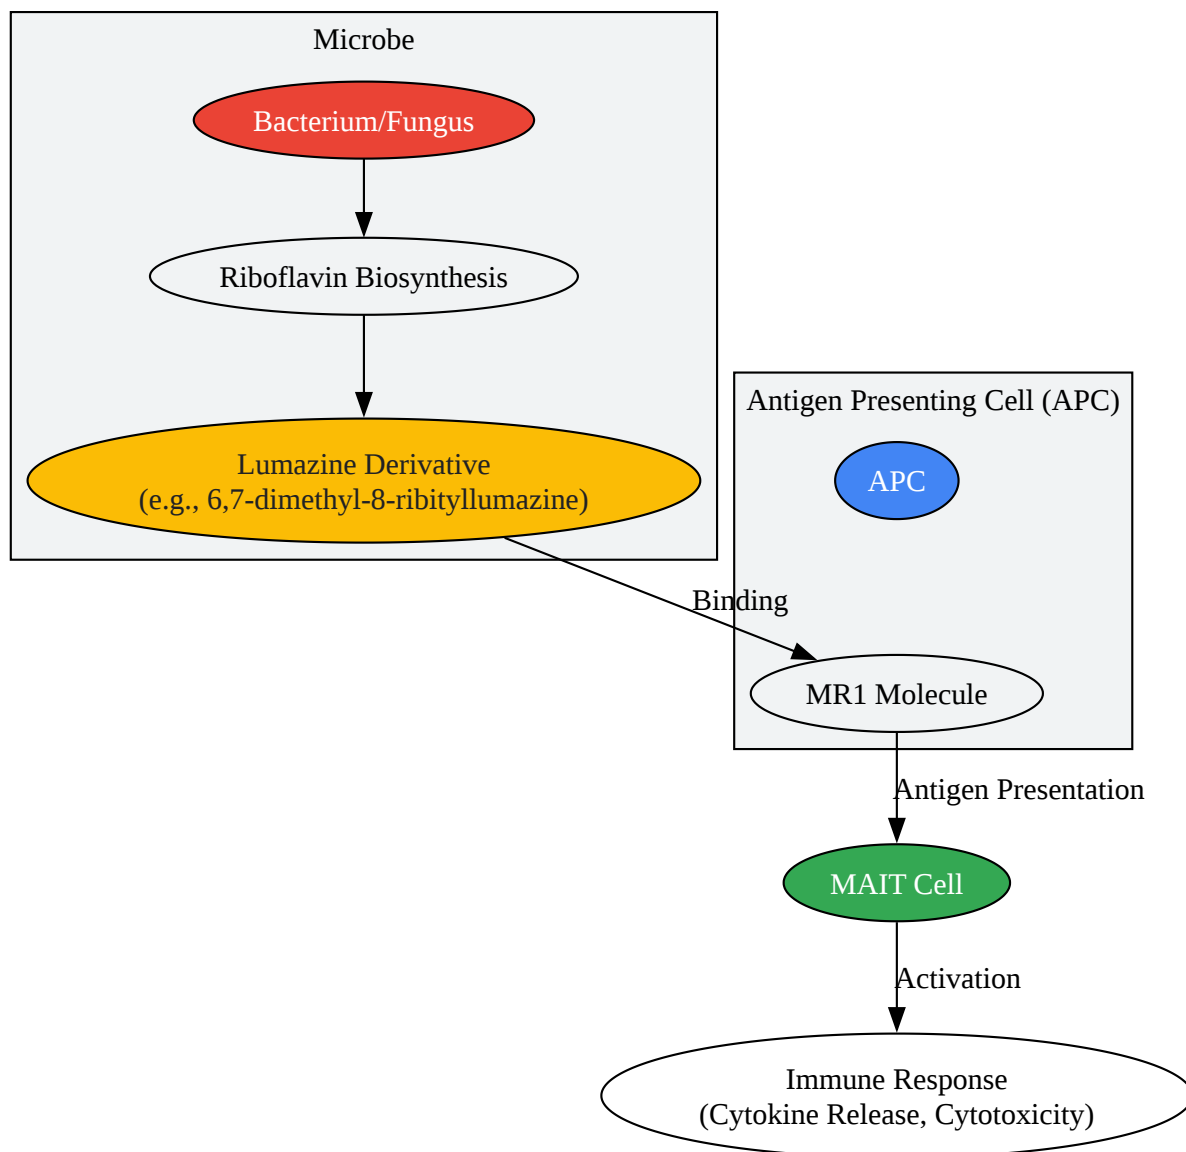 Microbe
Bacterium/Fungus
Riboflavin Biosynthesis
Lumazine Derivative
(e.g., 6,7-dimethyl-8-ribityllumazine)
Antigen Presenting Cell (APC)
APC
Binding
MR1 Molecule
Antigen Presentation
MAIT Cell
Activation
Immune Response
(Cytokine Release, Cytotoxicity)